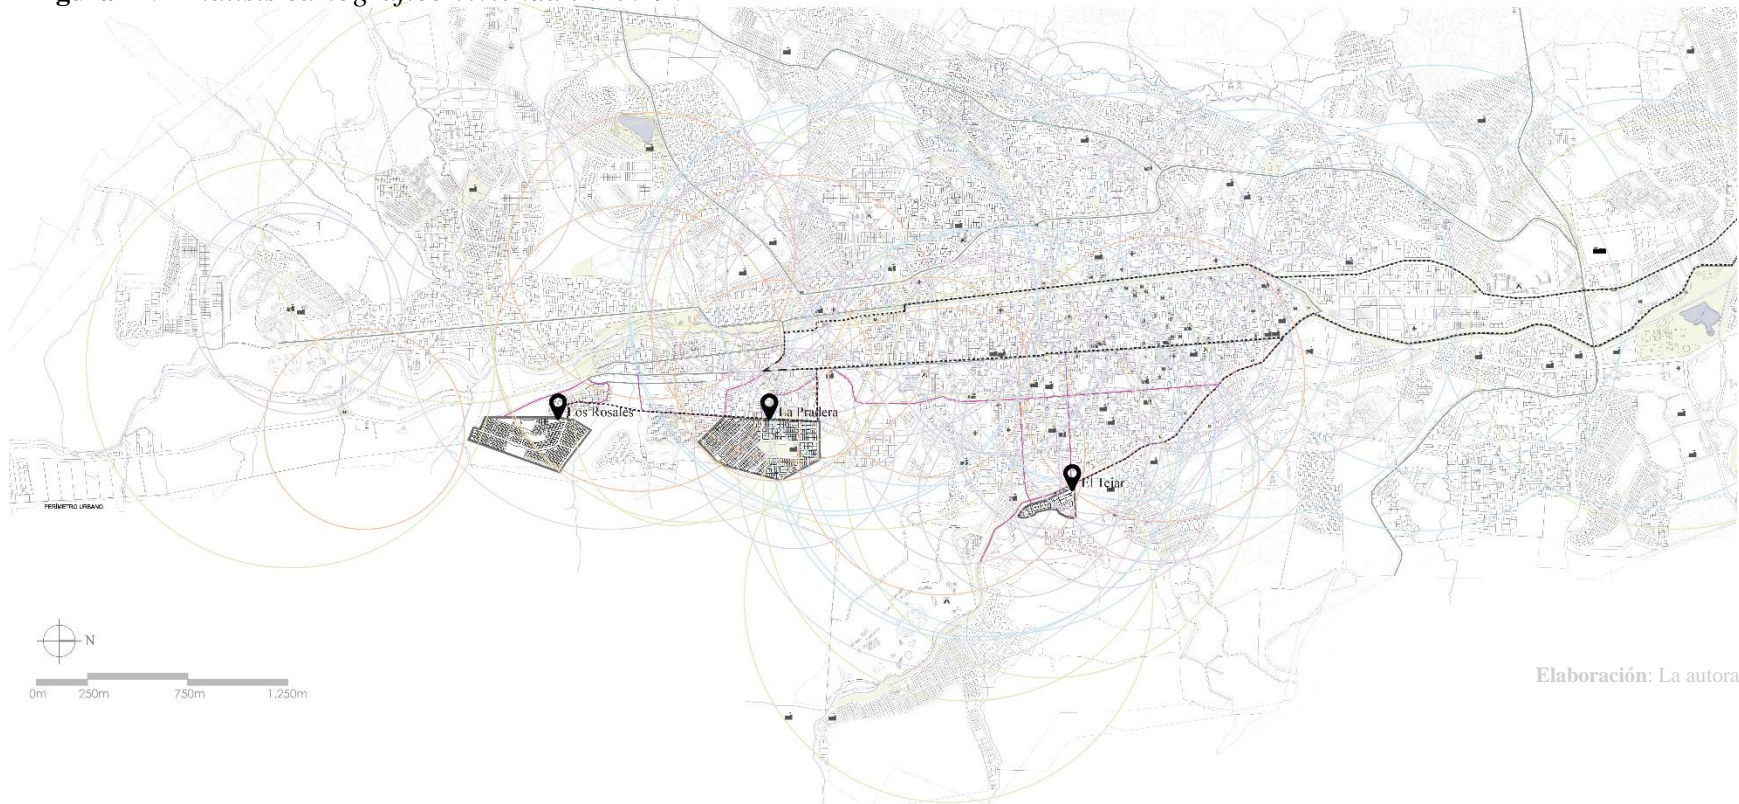 Los Rosales
La Pradera
El Tejar
PERÍMETRO URBANO
N
0m 250m 750m 1.250m
Elaboración: La autora